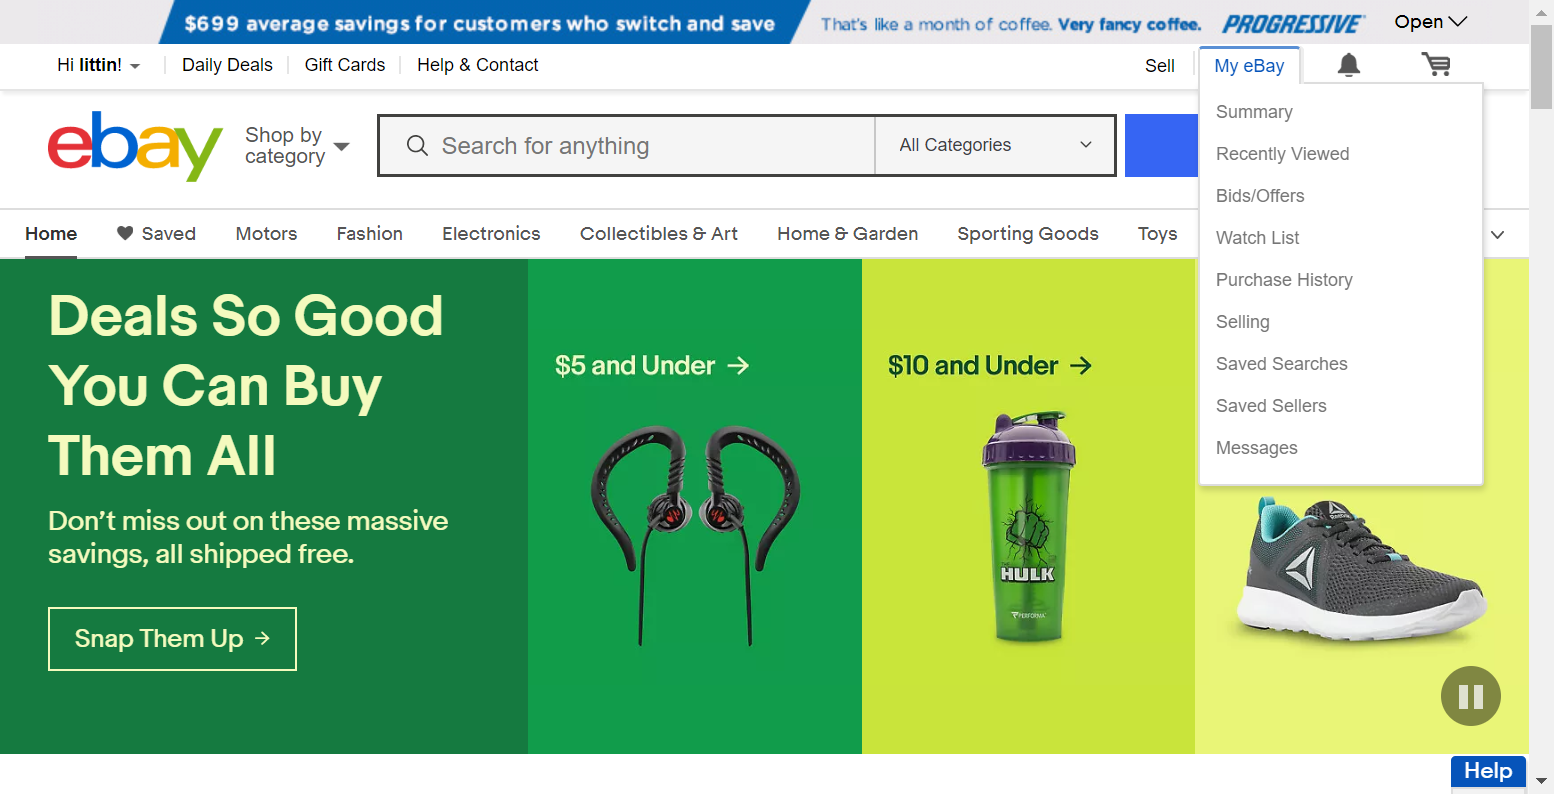 $699 average savings for customers who switch and save
That's like a month of coffee. Very fancy coffee.
PROGRESSIVE
Open
Hi littin!
Daily Deals
Gift Cards
Help & Contact
Sell
My eBay
ebay
Shop by
category
Search for anything
All Categories
Summary
Recently Viewed
Bids/Offers
Watch List
Purchase History
Selling
Saved Searches
Saved Sellers
Messages
Home
Saved
Motors
Fashion
Electronics
Collectibles & Art
Home & Garden
Sporting Goods
Toys
Deals So Good
You Can Buy
Them All
Don't miss out on these massive
savings, all shipped free.
Snap Them Up →
$5 and Under →
$10 and Under →
HULK
PERFORMA
Reebok
Help